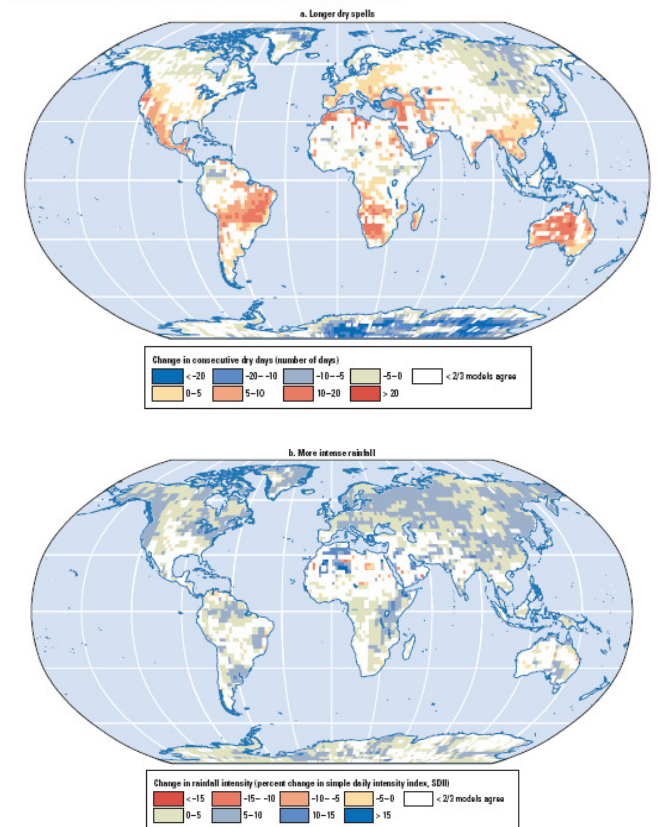 a. Longer dry spells
Change in consecutive dry days (number of days)
<-20 -20--10 -10--5 -5-0 < 2/3 models agree
0-5 5-10 10-20 > 20
b. More intense rainfall
Change in rainfall intensity (percent change in simple daily intensity index, SDII)
<-15 -15--10 -10--5 -5-0 < 2/3 models agree
0-5 5-10 10-15 > 15